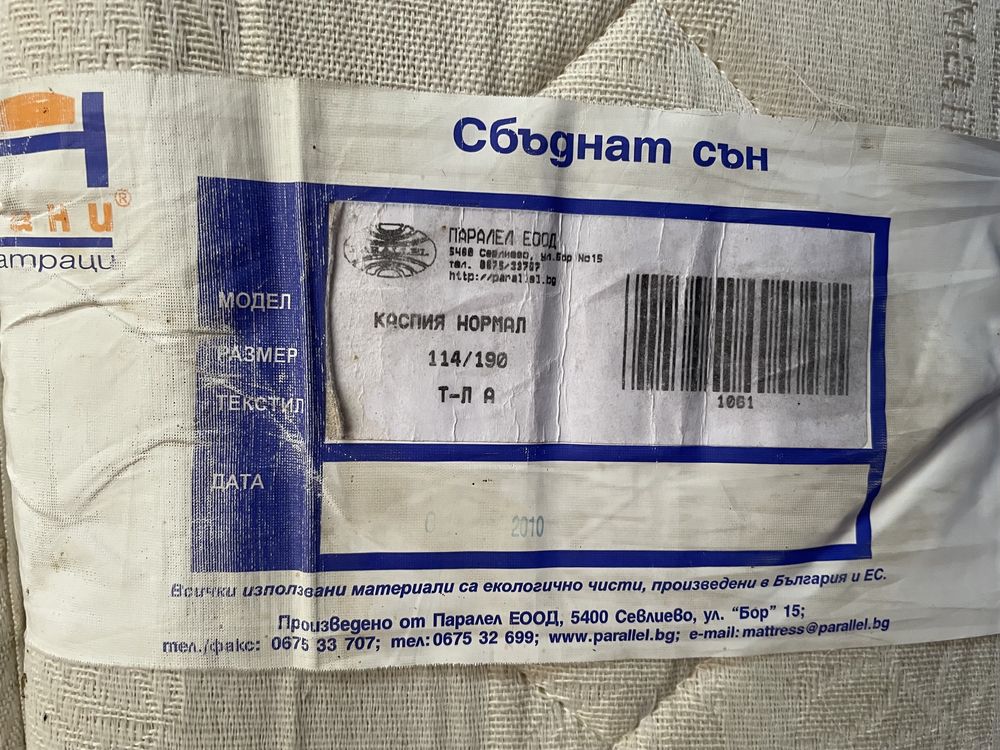 Сбъднат сън
ани®
атраци
ПАРАЛЕЛ ЕООД
5400 Севлиево, ул.Бор No15
тел. 0675/33707
http://parallel.bg
МОДЕЛ
КАСПИЯ НОРМАЛ
РАЗМЕР
114/190
ТЕКСТИЛ
Т-Л А
1061
ДАТА
2010
Всички използвани материали са екологично чисти, произведени в България и ЕС.
Произведено от Паралел ЕООД, 5400 Севлиево, ул. "Бор" 15;
тел./факс: 0675 33 707; тел:0675 32 699; www.parallel.bg; e-mail: mattress@parallel.bg